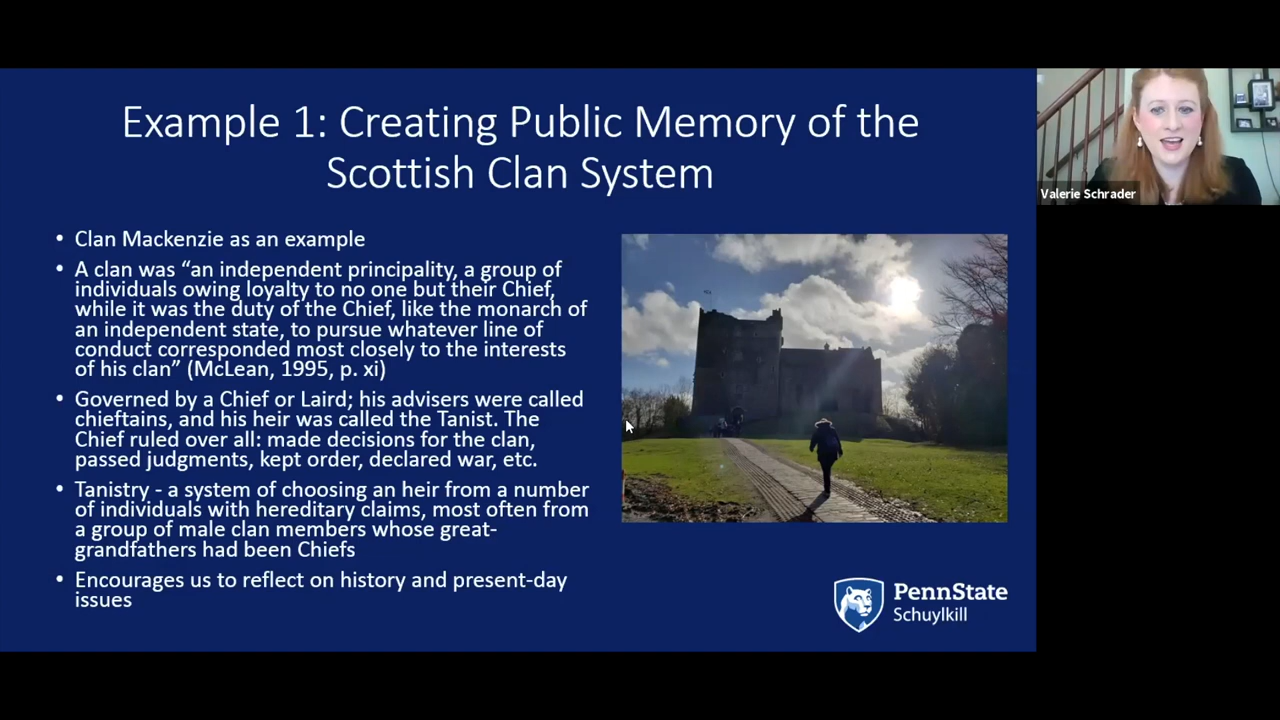 Example 1: Creating Public Memory of the
Scottish Clan System
• Clan Mackenzie as an example
• A clan was “an independent principality, a group of
individuals owing loyalty to no one but their Chief,
while it was the duty of the Chief, like the monarch of
an independent state, to pursue whatever line of
conduct corresponded most closely to the interests
of his clan” (McLean, 1995, p. xi)
• Governed by a Chief or Laird; his advisers were called
chieftains, and his heir was called the Tanist. The
Chief ruled over all: made decisions for the clan,
passed judgments, kept order, declared war, etc.
• Tanistry - a system of choosing an heir from a number
of individuals with hereditary claims, most often from
a group of male clan members whose great-
grandfathers had been Chiefs
• Encourages us to reflect on history and present-day
issues
PennState
Schuylkill
Valerie Schrader